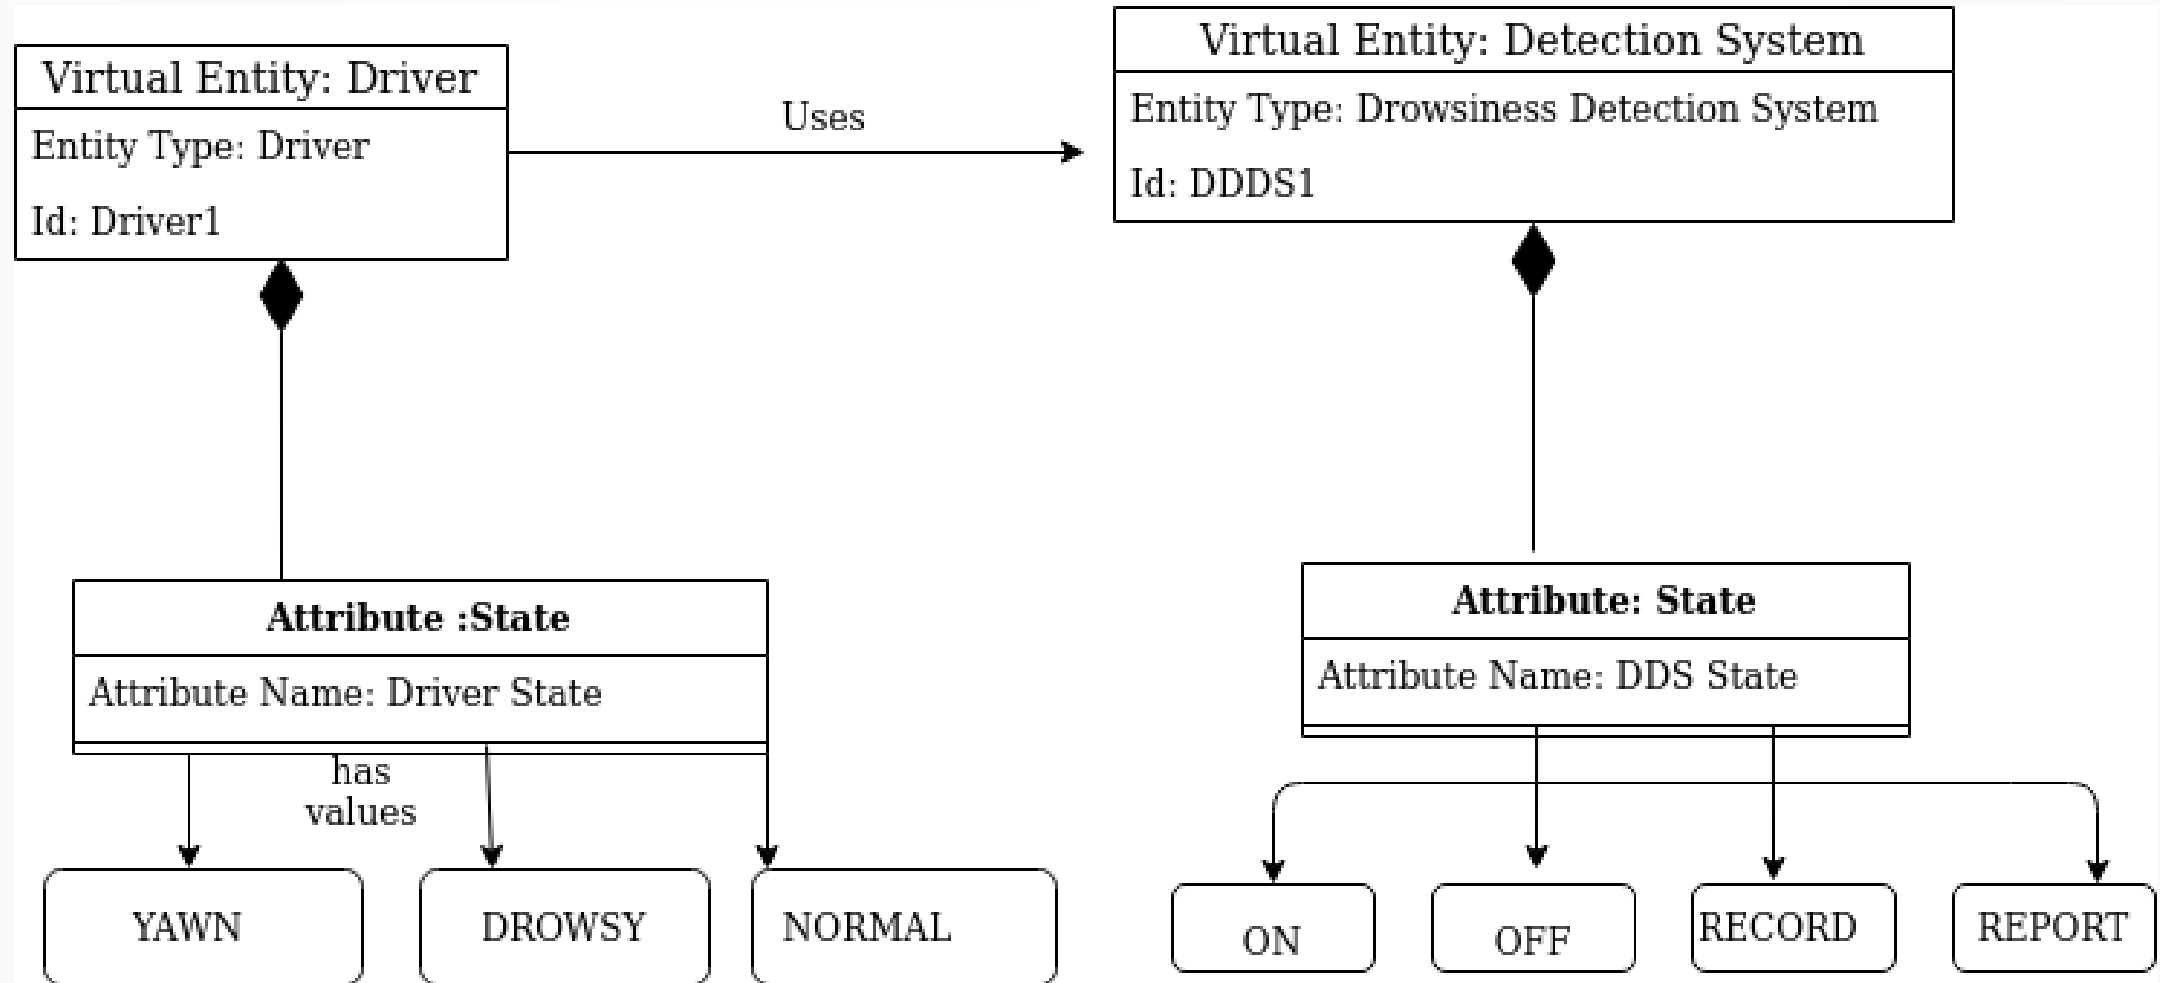 Virtual Entity: Driver
Entity Type: Driver
Id: Driver1
Uses
Virtual Entity: Detection System
Entity Type: Drowsiness Detection System
Id: DDDS1
Attribute :State
Attribute Name: Driver State
has
values
YAWN
DROWSY
NORMAL
Attribute: State
Attribute Name: DDS State
ON
OFF
RECORD
REPORT